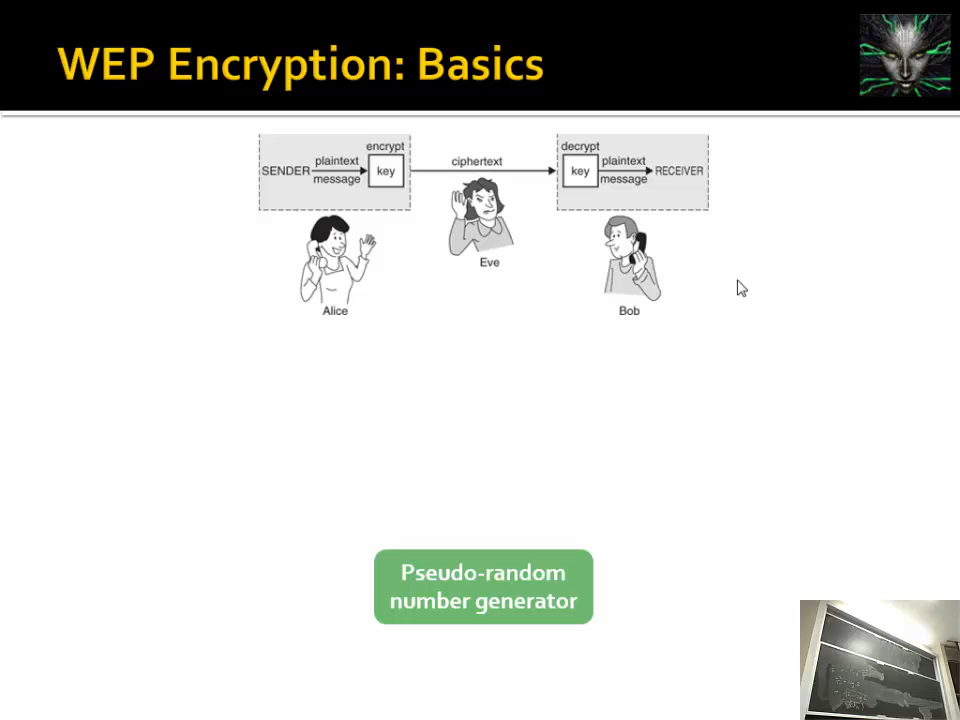 WEP Encryption: Basics
encrypt
decrypt
SENDER
plaintext
message
key
ciphertext
key
plaintext
message
RECEIVER
Eve
Alice
Bob
Pseudo-random
number generator